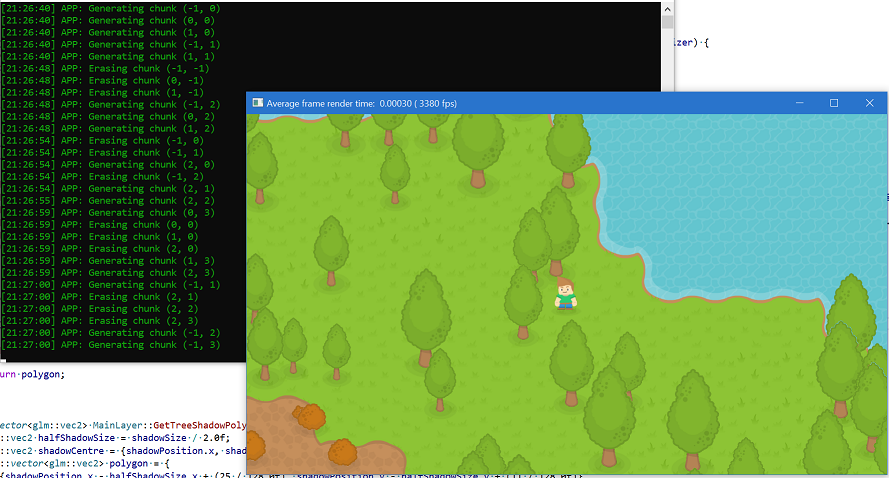 [21:26:40] APP: Generating chunk (-1, 0)
[21:26:40] APP: Generating chunk (0, 0)
[21:26:40] APP: Generating chunk (1, 0)
[21:26:40] APP: Generating chunk (-1, 1)
[21:26:40] APP: Generating chunk (1, 1)
[21:26:48] APP: Erasing chunk (-1, -1)
[21:26:48] APP: Erasing chunk (0, -1)
[21:26:48] APP: Erasing chunk (1, -1)
[21:26:48] APP: Generating chunk (-1, 2)
[21:26:48] APP: Generating chunk (0, 2)
[21:26:48] APP: Generating chunk (1, 2)
[21:26:54] APP: Erasing chunk (-1, 0)
[21:26:54] APP: Erasing chunk (-1, 1)
[21:26:54] APP: Generating chunk (2, 0)
[21:26:54] APP: Erasing chunk (-1, 2)
[21:26:54] APP: Generating chunk (2, 1)
[21:26:55] APP: Generating chunk (2, 2)
[21:26:59] APP: Generating chunk (0, 3)
[21:26:59] APP: Erasing chunk (0, 0)
[21:26:59] APP: Erasing chunk (1, 0)
[21:26:59] APP: Erasing chunk (2, 0)
[21:26:59] APP: Generating chunk (1, 3)
[21:26:59] APP: Generating chunk (2, 3)
[21:27:00] APP: Generating chunk (-1, 1)
[21:27:00] APP: Erasing chunk (2, 1)
[21:27:00] APP: Erasing chunk (2, 2)
[21:27:00] APP: Erasing chunk (2, 3)
[21:27:00] APP: Generating chunk (-1, 2)
[21:27:00] APP: Generating chunk (-1, 3)
izer)·{
Average frame render time: 0.00030 ( 3380 fps)
urn·polygon;
ector<glm::vec2>·MainLayer::GetTreeShadowPoly
::vec2·halfShadowSize·=·shadowSize·/·2.0f;
::vec2·shadowCentre·=·{shadowPosition.x,·shad
::vector<glm::vec2>·polygon·=·{